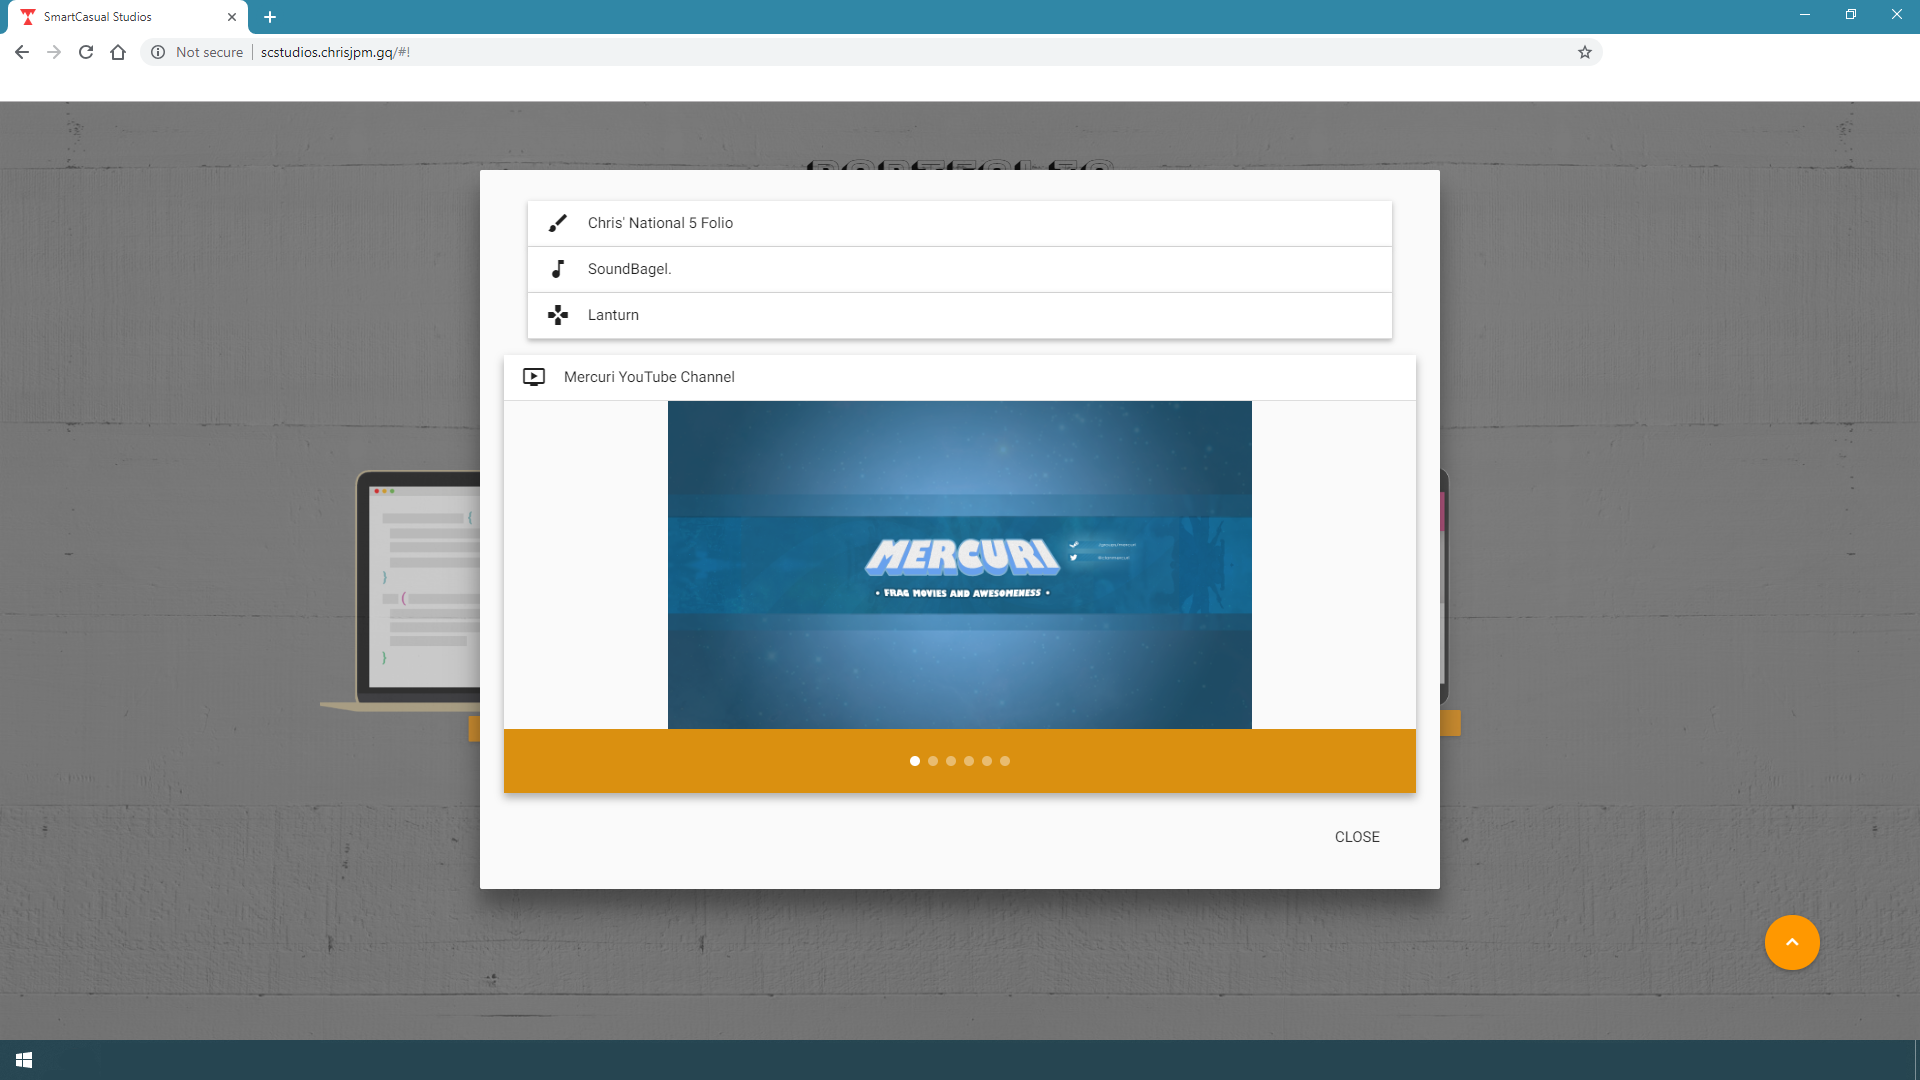 SmartCasual Studios
Not secure
scstudios.chrisjpm.gq/#!
PORTFOLIO
Chris' National 5 Folio
SoundBagel.
Lanturn
Mercuri YouTube Channel
{
}
(
}
MERCURI
• FRAG MOVIES AND AWESOMENESS •
CLOSE